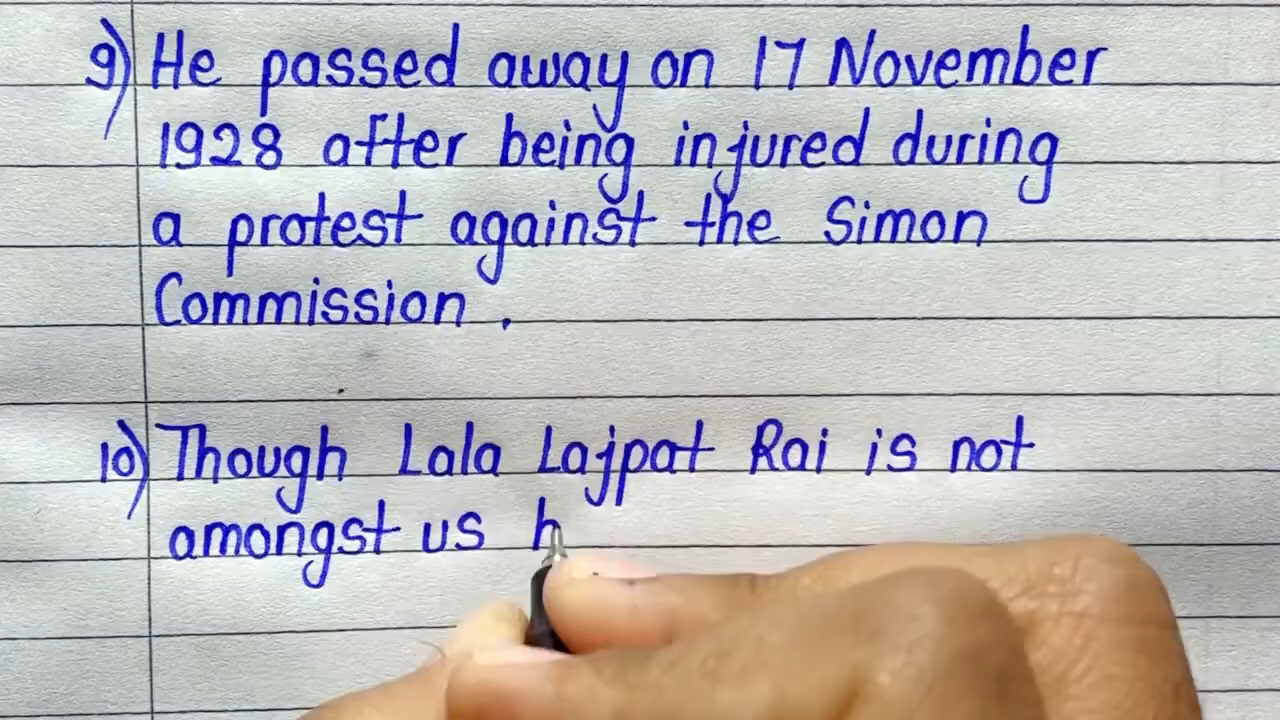 9) He passed away on 17 November
1928 after being injured during
a protest against the Simon
Commission .
10) Though Lala Lajpat Rai is not
amongst us h